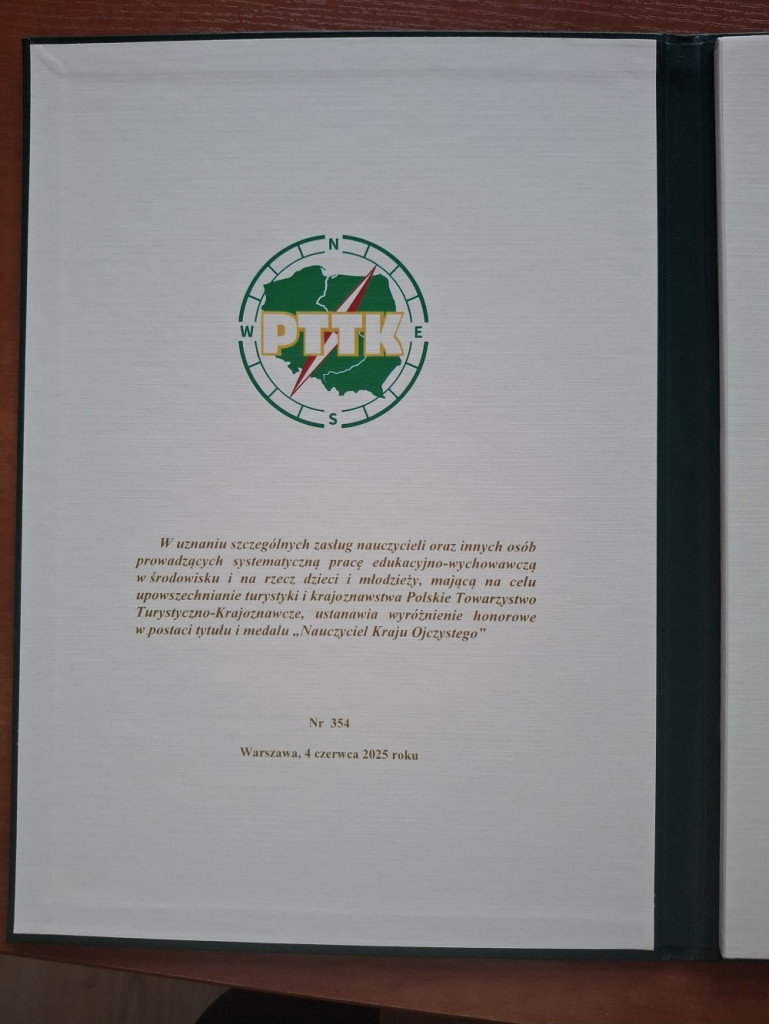 N
W
PTTK
E
S
W uznaniu szczególnych zasług nauczycieli oraz innych osób
prowadzących systematyczną pracę edukacyjno-wychowawczą
w środowisku i na rzecz dzieci i młodzieży, mającą na celu
upowszechnianie turystyki i krajoznawstwa Polskie Towarzystwo
Turystyczno-Krajoznawcze, ustanawia wyróżnienie honorowe
w postaci tytułu i medalu „Nauczyciel Kraju Ojczystego”
Nr 354
Warszawa, 4 czerwca 2025 roku